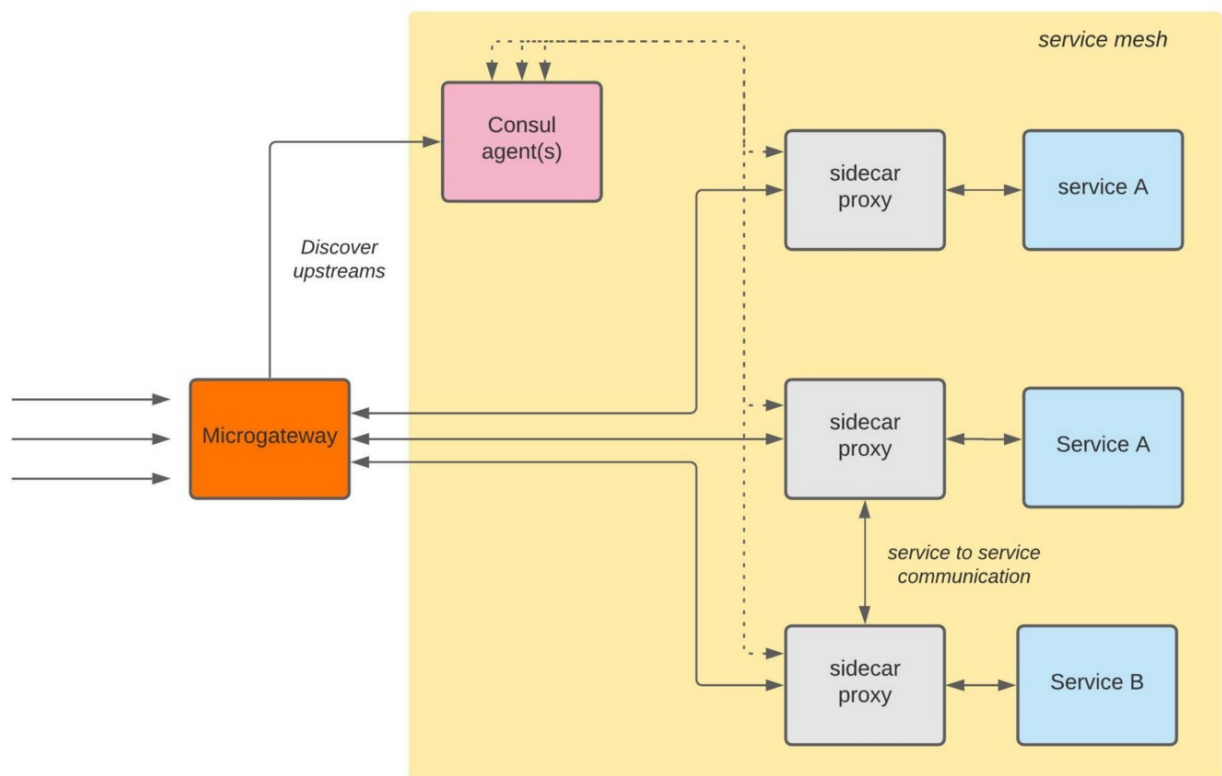 service mesh
Consul
agent(s)
sidecar
proxy
service A
Discover
upstreams
Microgateway
sidecar
proxy
Service A
service to service
communication
sidecar
proxy
Service B